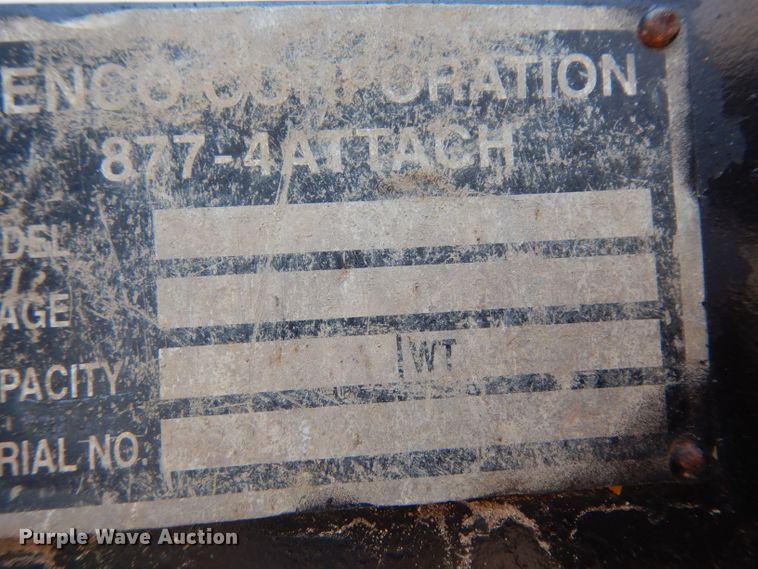 ENCO CORPORATION
877-4ATTACH
DEL
AGE
PACITY WT
RIAL NO.
Purple Wave Auction